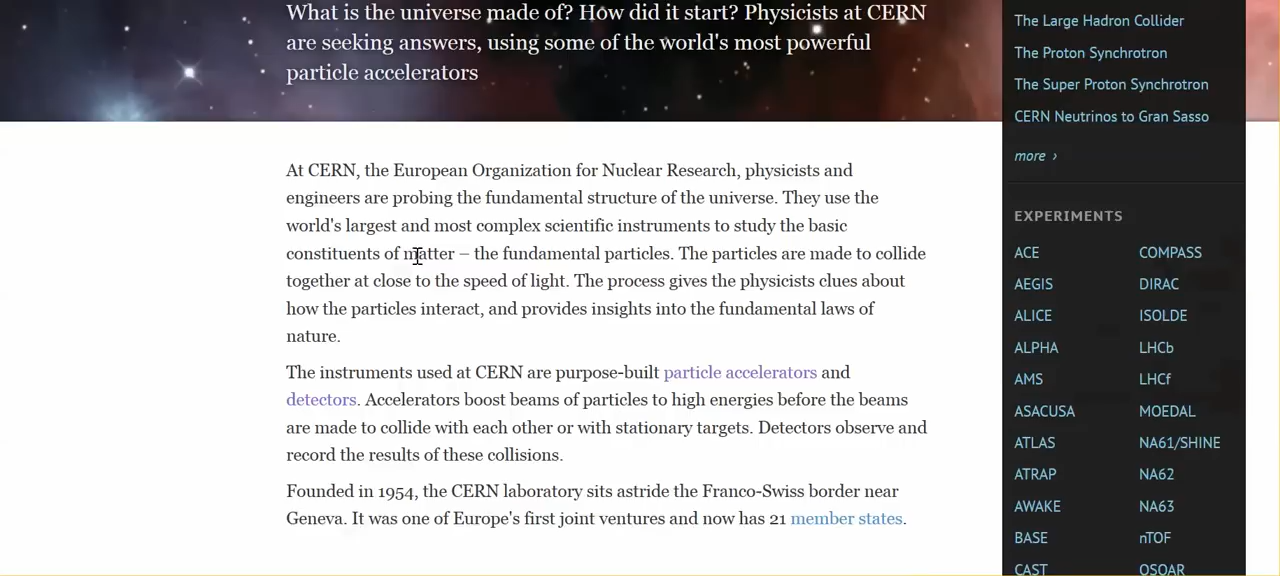 What is the universe made of? How did it start? Physicists at CERN
are seeking answers, using some of the world's most powerful
particle accelerators
At CERN, the European Organization for Nuclear Research, physicists and
engineers are probing the fundamental structure of the universe. They use the
world's largest and most complex scientific instruments to study the basic
constituents of matter – the fundamental particles. The particles are made to collide
together at close to the speed of light. The process gives the physicists clues about
how the particles interact, and provides insights into the fundamental laws of
nature.
The instruments used at CERN are purpose-built particle accelerators and
detectors. Accelerators boost beams of particles to high energies before the beams
are made to collide with each other or with stationary targets. Detectors observe and
record the results of these collisions.
Founded in 1954, the CERN laboratory sits astride the Franco-Swiss border near
Geneva. It was one of Europe's first joint ventures and now has 21 member states.
The Large Hadron Collider
The Proton Synchrotron
The Super Proton Synchrotron
CERN Neutrinos to Gran Sasso
more ›
EXPERIMENTS
ACE COMPASS
AEGIS DIRAC
ALICE ISOLDE
ALPHA LHCb
AMS LHCf
ASACUSA MOEDAL
ATLAS NA61/SHINE
ATRAP NA62
AWAKE NA63
BASE nTOF
CAST OSQAR